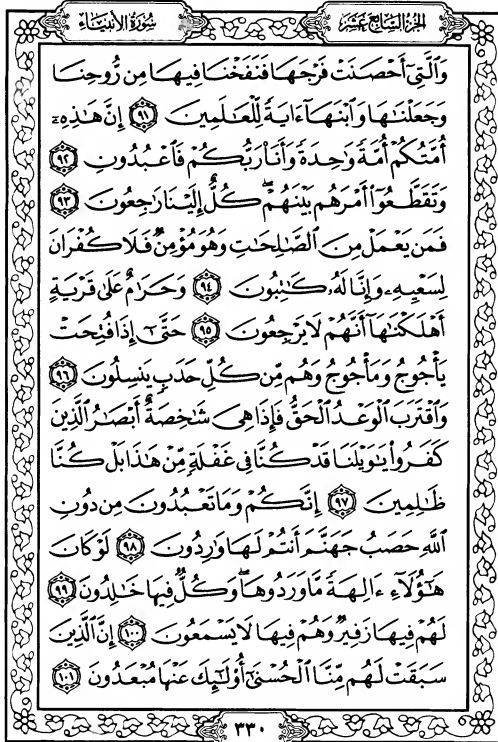 الجزء السابع عشر
سورة الأنبياء
وَٱلَّتِىٓ أَحْصَنَتْ فَرْجَهَا فَنَفَخْنَا فِيهَا مِن رُّوحِنَا
وَجَعَلْنَٰهَا وَٱبْنَهَآ ءَايَةً لِّلْعَٰلَمِينَ ٩١ إِنَّ هَٰذِهِۦٓ
أُمَّتُكُمْ أُمَّةً وَٰحِدَةً وَأَنَا۠ رَبُّكُمْ فَٱعْبُدُونِ ٩٢
وَتَقَطَّعُوٓا۟ أَمْرَهُم بَيْنَهُمْ ۖ كُلٌّ إِلَيْنَا رَٰجِعُونَ ٩٣
فَمَن يَعْمَلْ مِنَ ٱلصَّٰلِحَٰتِ وَهُوَ مُؤْمِنٌ فَلَا كُفْرَانَ
لِسَعْيِهِۦ وَإِنَّا لَهُۥ كَٰتِبُونَ ٩٤ وَحَرَٰمٌ عَلَىٰ قَرْيَةٍ
أَهْلَكْنَٰهَآ أَنَّهُمْ لَا يَرْجِعُونَ ٩٥ حَتَّىٰٓ إِذَا فُتِحَتْ
يَأْجُوجُ وَمَأْجُوجُ وَهُم مِّن كُلِّ حَدَبٍ يَنسِلُونَ ٩٦
وَٱقْتَرَبَ ٱلْوَعْدُ ٱلْحَقُّ فَإِذَا هِىَ شَٰخِصَةٌ أَبْصَٰرُ ٱلَّذِينَ
كَفَرُوا۟ يَٰوَيْلَنَا قَدْ كُنَّا فِى غَفْلَةٍ مِّنْ هَٰذَا بَلْ كُنَّا
ظَٰلِمِينَ ٩٧ إِنَّكُمْ وَمَا تَعْبُدُونَ مِن دُونِ
ٱللَّهِ حَصَبُ جَهَنَّمَ أَنتُمْ لَهَا وَٰرِدُونَ ٩٨ لَوْ كَانَ
هَٰٓؤُلَآءِ ءَالِهَةً مَّا وَرَدُوهَا ۖ وَكُلٌّ فِيهَا خَٰلِدُونَ ٩٩
لَهُمْ فِيهَا زَفِيرٌ وَهُمْ فِيهَا لَا يَسْمَعُونَ ١٠٠ إِنَّ ٱلَّذِينَ
سَبَقَتْ لَهُم مِّنَّا ٱلْحُسْنَىٰٓ أُو۟لَٰٓئِكَ عَنْهَا مُبْعَدُونَ ١٠١
٣٣٠